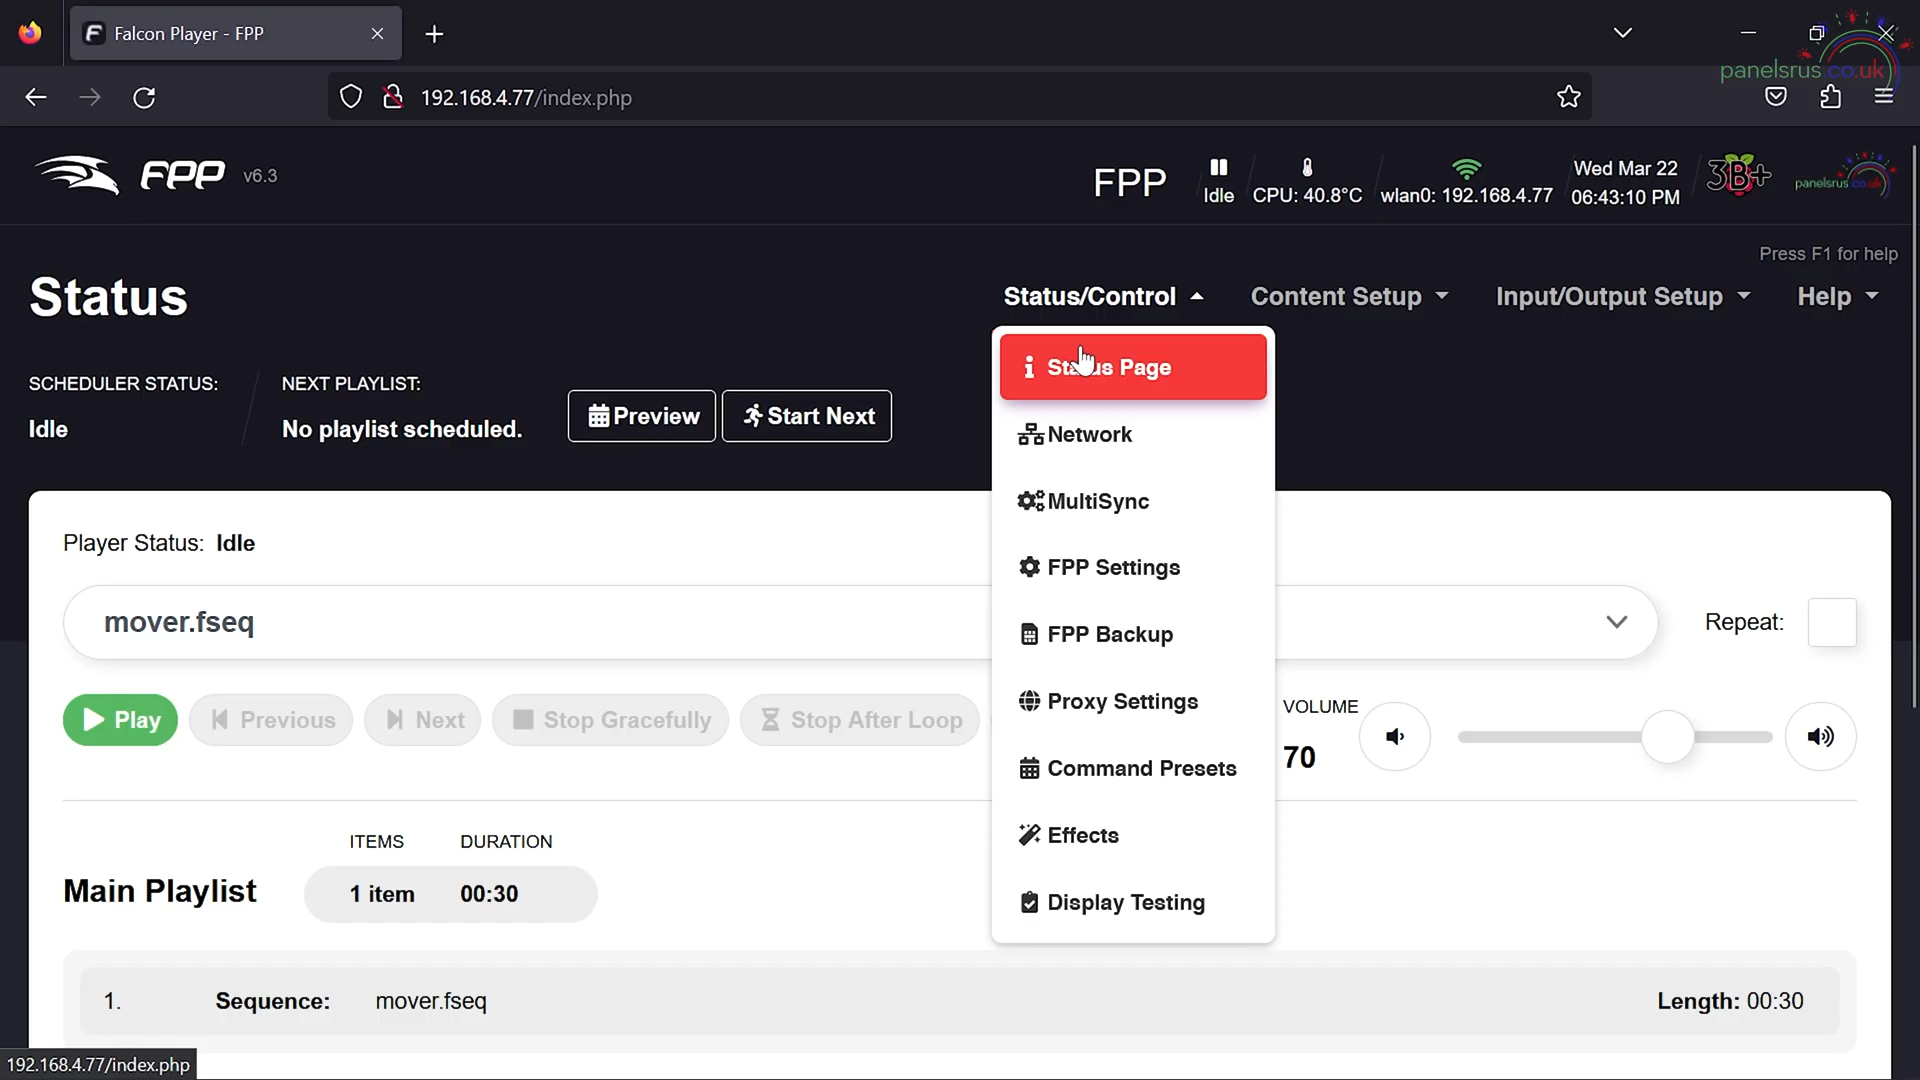 Falcon Player - FPP
panelsrus.co.uk
192.168.4.77/index.php
FPP v6.3
FPP
Idle
CPU: 40.8°C
wlan0: 192.168.4.77
Wed Mar 22
06:43:10 PM
3B+
panelsrus.co.uk
Press F1 for help
Status
Status/Control
Content Setup
Input/Output Setup
Help
SCHEDULER STATUS:
Idle
NEXT PLAYLIST:
No playlist scheduled.
Preview
Start Next
Status Page
Network
MultiSync
FPP Settings
FPP Backup
Proxy Settings
Command Presets
Effects
Display Testing
Player Status: Idle
mover.fseq
Repeat:
Play
Previous
Next
Stop Gracefully
Stop After Loop
VOLUME
70
ITEMS
DURATION
Main Playlist
1 item
00:30
1. Sequence: mover.fseq Length: 00:30
192.168.4.77/index.php